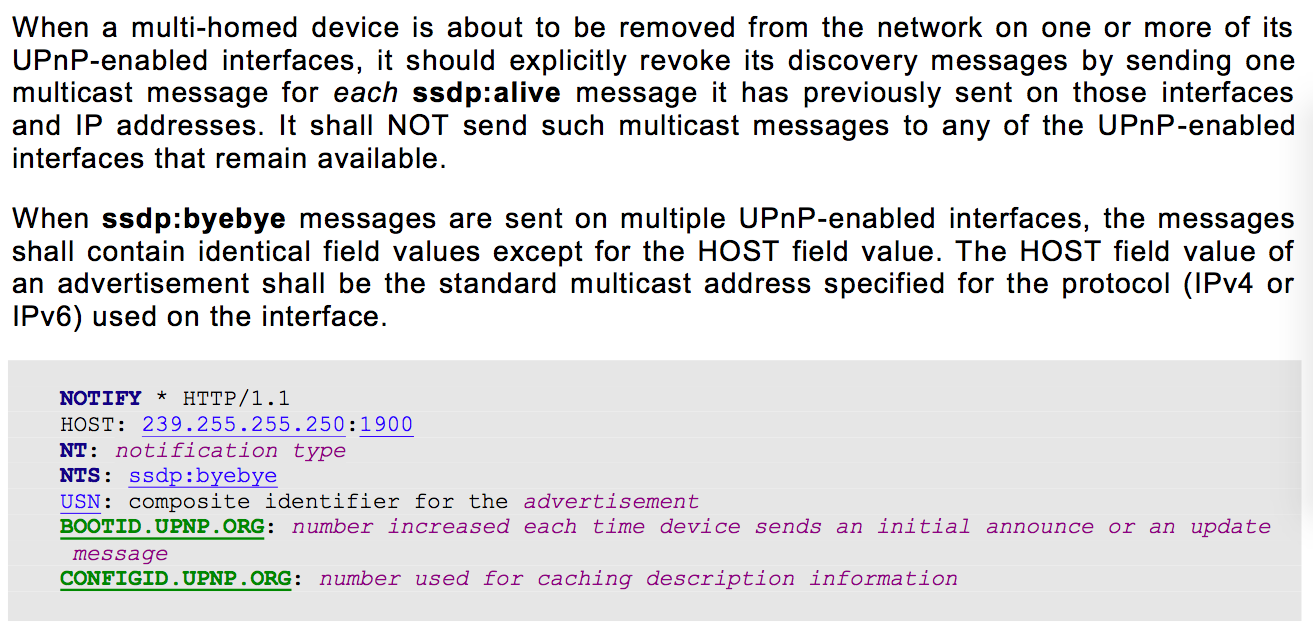 When a multi-homed device is about to be removed from the network on one or more of its
UPnP-enabled interfaces, it should explicitly revoke its discovery messages by sending one
multicast message for each ssdp:alive message it has previously sent on those interfaces
and IP addresses. It shall NOT send such multicast messages to any of the UPnP-enabled
interfaces that remain available.
When ssdp:byebye messages are sent on multiple UPnP-enabled interfaces, the messages
shall contain identical field values except for the HOST field value. The HOST field value of
an advertisement shall be the standard multicast address specified for the protocol (IPv4 or
IPv6) used on the interface.
NOTIFY * HTTP/1.1
HOST: 239.255.255.250:1900
NT: notification type
NTS: ssdp:byebye
USN: composite identifier for the advertisement
BOOTID.UPNP.ORG: number increased each time device sends an initial announce or an update
message
CONFIGID.UPNP.ORG: number used for caching description information